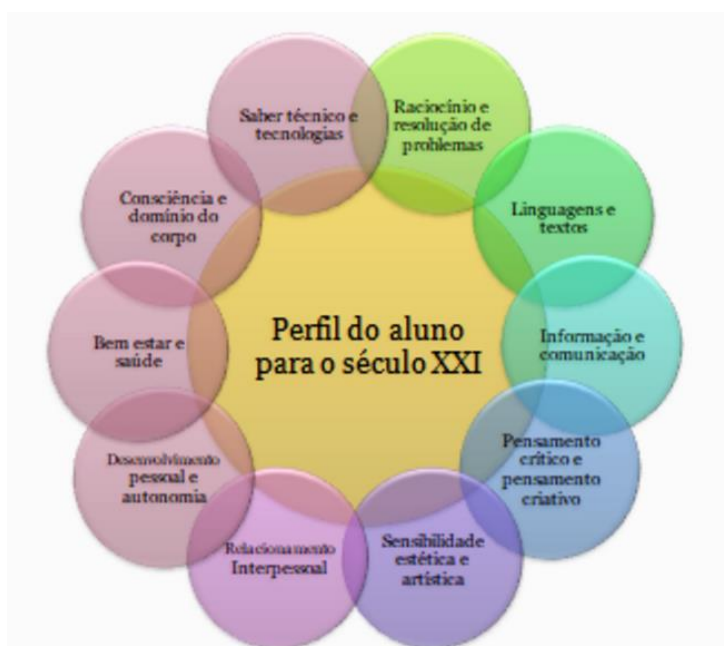 Perfil do aluno
para o século XXI
Raciocínio e
resolução de
problemas
Linguagens e
textos
Informação e
comunicação
Pensamento
crítico e
pensamento
criativo
Sensibilidade
estética e
artística
Relacionamento
Interpessoal
Desenvolvimento
pessoal e
autonomia
Bem estar e
saúde
Consciência e
domínio do
corpo
Saber técnico e
tecnologias